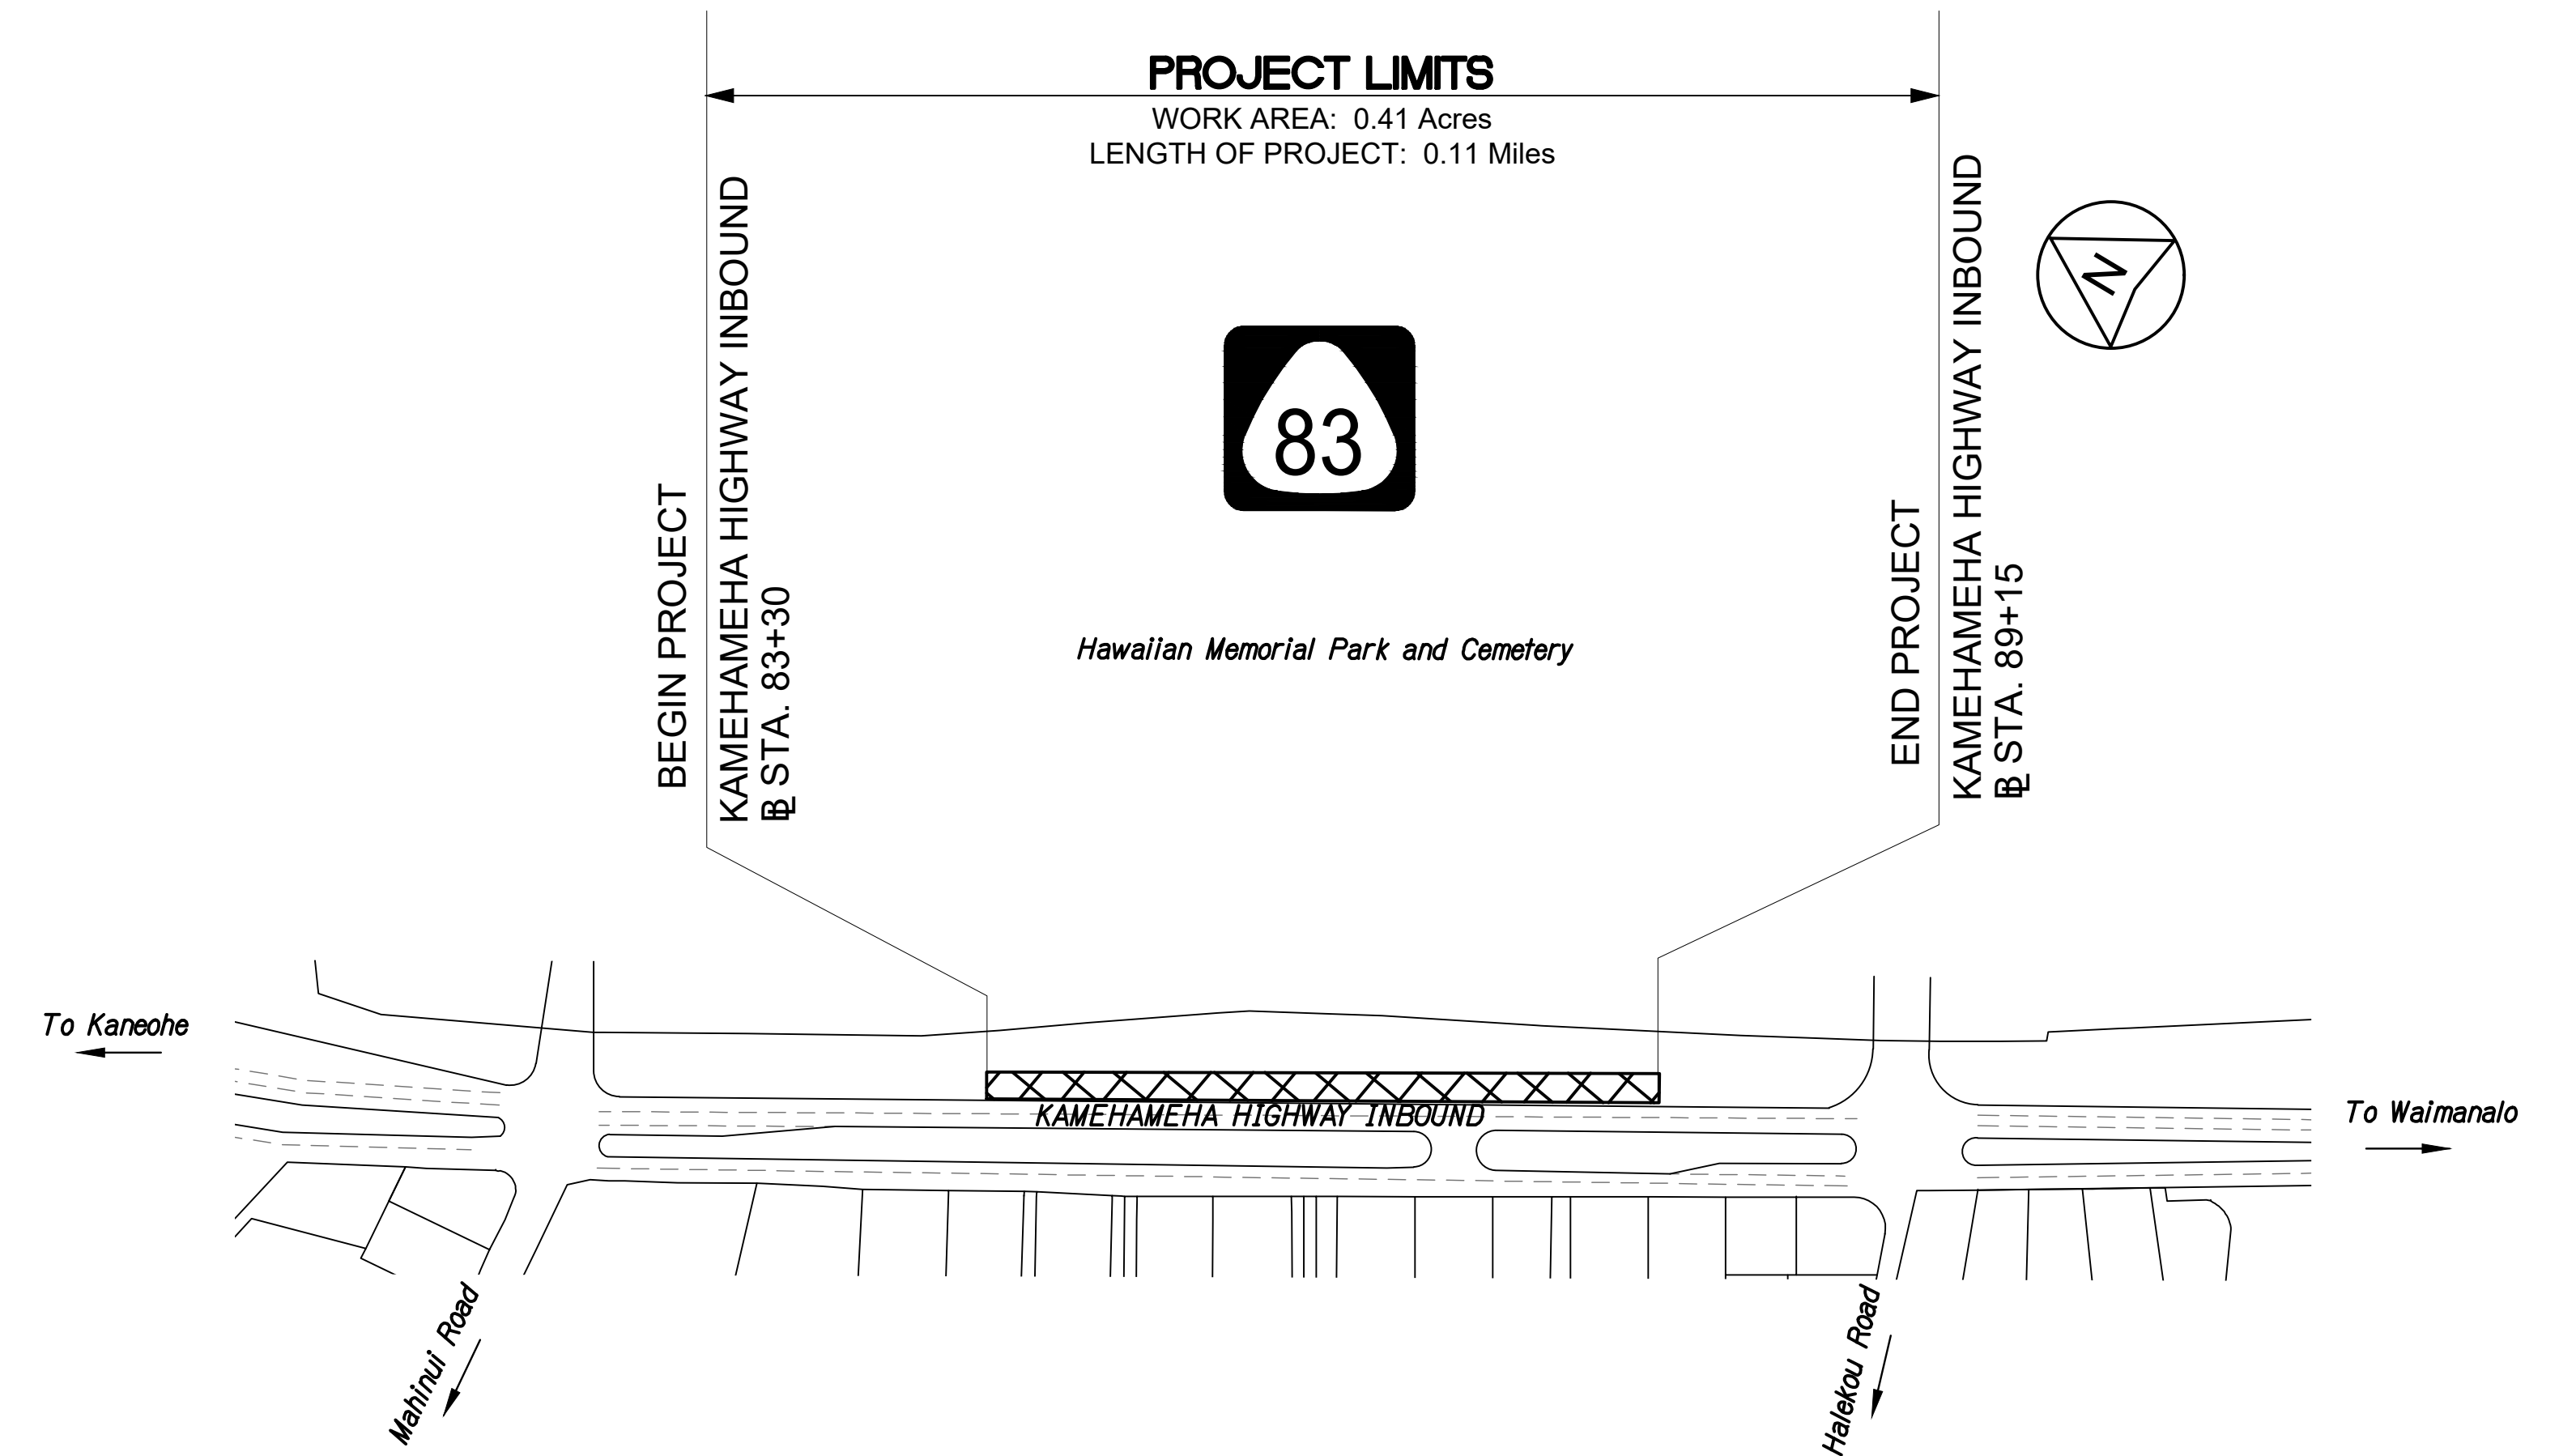 PROJECT LIMITS
WORK AREA: 0.41 Acres
LENGTH OF PROJECT: 0.11 Miles
BEGIN PROJECT
KAMEHAMEHA HIGHWAY INBOUND
BL STA. 83+30
END PROJECT
KAMEHAMEHA HIGHWAY INBOUND
BL STA. 89+15
N
83
Hawaiian Memorial Park and Cemetery
To Kaneohe
KAMEHAMEHA HIGHWAY INBOUND
To Waimanalo
Mahinui Road
Halekou Road